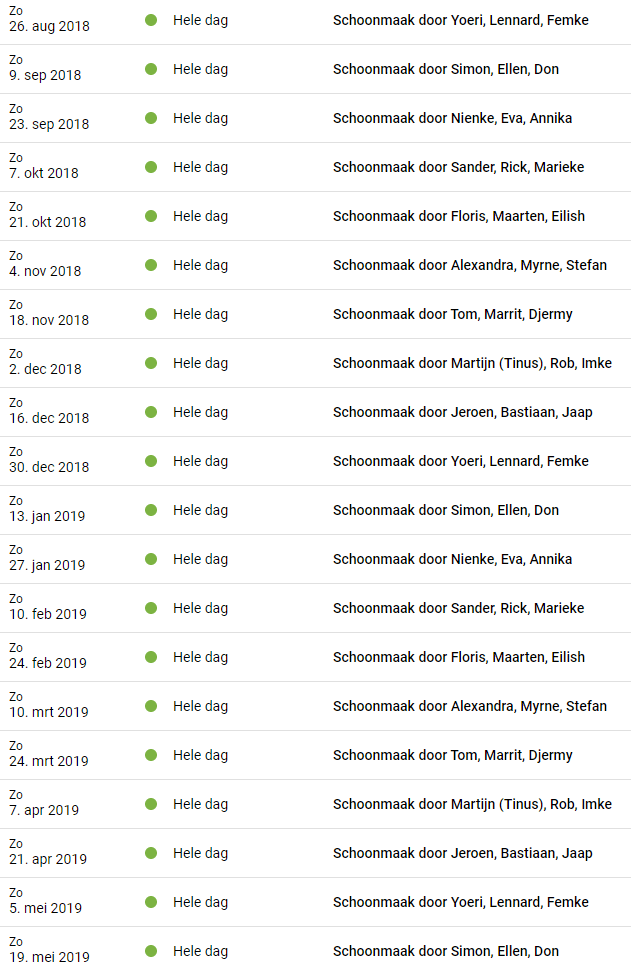 Zo
26. aug 2018 Hele dag Schoonmaak door Yoeri, Lennard, Femke
Zo
9. sep 2018 Hele dag Schoonmaak door Simon, Ellen, Don
Zo
23. sep 2018 Hele dag Schoonmaak door Nienke, Eva, Annika
Zo
7. okt 2018 Hele dag Schoonmaak door Sander, Rick, Marieke
Zo
21. okt 2018 Hele dag Schoonmaak door Floris, Maarten, Eilish
Zo
4. nov 2018 Hele dag Schoonmaak door Alexandra, Myrne, Stefan
Zo
18. nov 2018 Hele dag Schoonmaak door Tom, Marrit, Djermy
Zo
2. dec 2018 Hele dag Schoonmaak door Martijn (Tinus), Rob, Imke
Zo
16. dec 2018 Hele dag Schoonmaak door Jeroen, Bastiaan, Jaap
Zo
30. dec 2018 Hele dag Schoonmaak door Yoeri, Lennard, Femke
Zo
13. jan 2019 Hele dag Schoonmaak door Simon, Ellen, Don
Zo
27. jan 2019 Hele dag Schoonmaak door Nienke, Eva, Annika
Zo
10. feb 2019 Hele dag Schoonmaak door Sander, Rick, Marieke
Zo
24. feb 2019 Hele dag Schoonmaak door Floris, Maarten, Eilish
Zo
10. mrt 2019 Hele dag Schoonmaak door Alexandra, Myrne, Stefan
Zo
24. mrt 2019 Hele dag Schoonmaak door Tom, Marrit, Djermy
Zo
7. apr 2019 Hele dag Schoonmaak door Martijn (Tinus), Rob, Imke
Zo
21. apr 2019 Hele dag Schoonmaak door Jeroen, Bastiaan, Jaap
Zo
5. mei 2019 Hele dag Schoonmaak door Yoeri, Lennard, Femke
Zo
19. mei 2019 Hele dag Schoonmaak door Simon, Ellen, Don